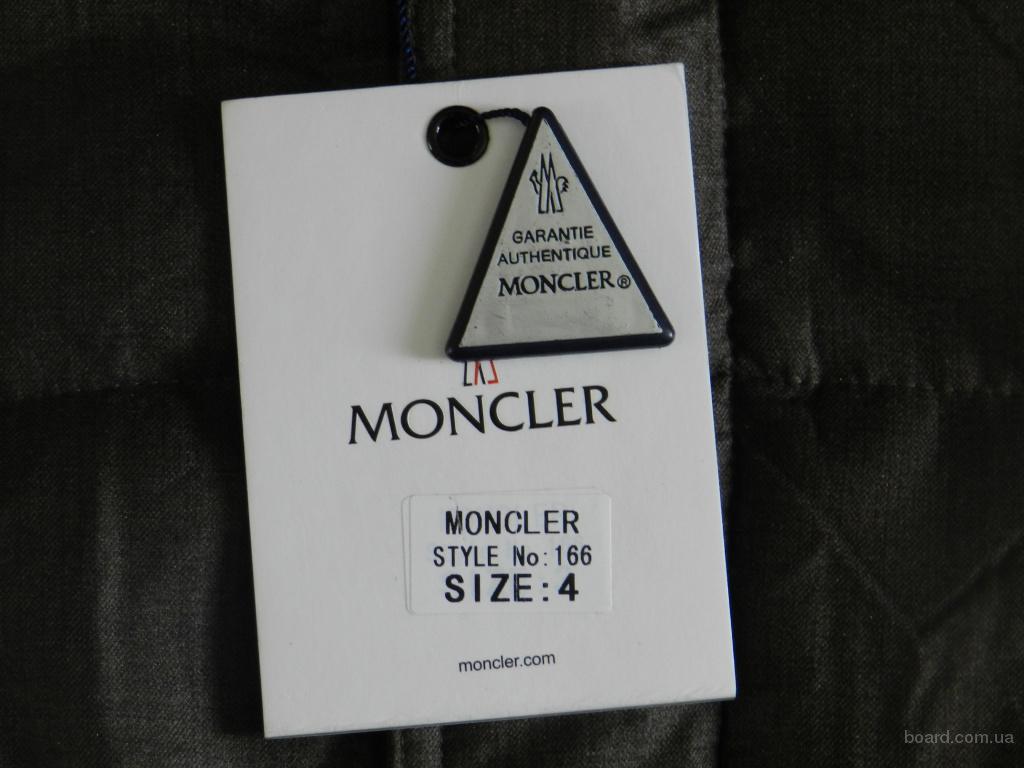 GARANTIE
AUTHENTIQUE
MONCLER®
MONCLER
MONCLER
STYLE No:166
SIZE:4
moncler.com
board.com.ua